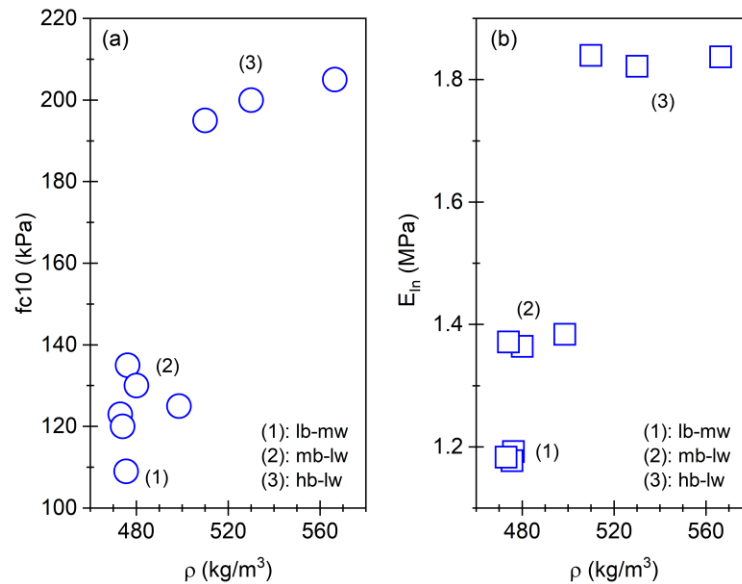 (a)
220
200
180
160
140
120
100
fc10 (kPa)
(3)
(2)
(1)
(1): lb-mw
(2): mb-lw
(3): hb-lw
480
520
560
ρ (kg/m³)
(b)
1.8
1.6
1.4
1.2
E_ln (MPa)
(3)
(2)
(1)
(1): lb-mw
(2): mb-lw
(3): hb-lw
480
520
560
ρ (kg/m³)